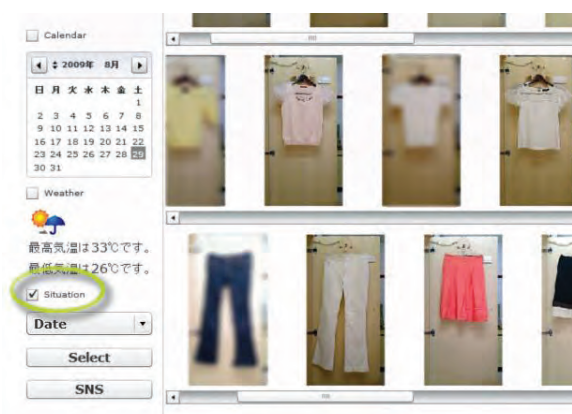 Calendar
2009年 8月
日 月 火 水 木 金 土
1
2 3 4 5 6 7 8
9 10 11 12 13 14 15
16 17 18 19 20 21 22
23 24 25 26 27 28 29
30 31
Weather
最高気温は33℃です。
最低気温は26℃です。
Situation
Date
Select
SNS